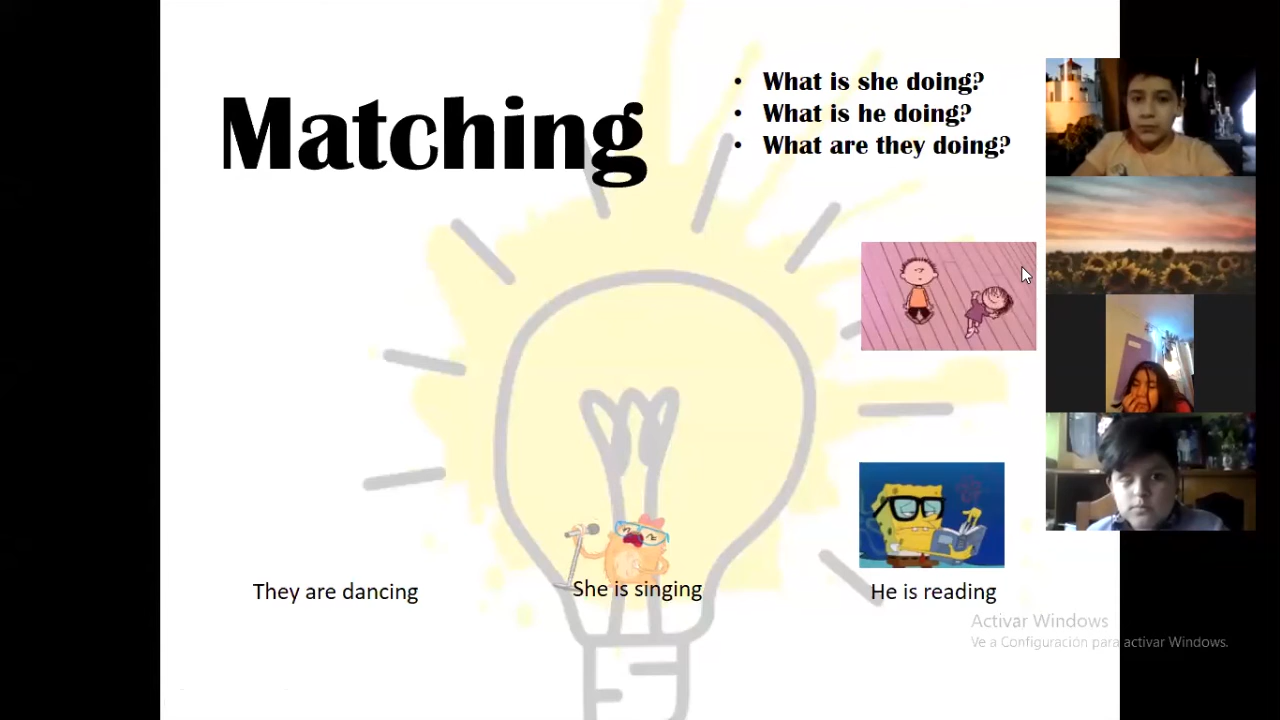 Matching
• What is she doing?
• What is he doing?
• What are they doing?
They are dancing
She is singing
He is reading
Activar Windows
Ve a Configuración para activar Windows.